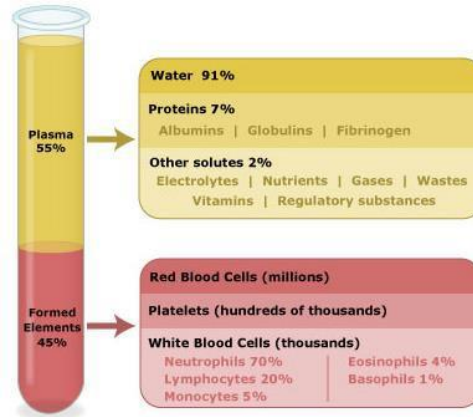 Plasma
55%
Water 91%
Proteins 7%
Albumins | Globulins | Fibrinogen
Other solutes 2%
Electrolytes | Nutrients | Gases | Wastes
Vitamins | Regulatory substances
Formed
Elements
45%
Red Blood Cells (millions)
Platelets (hundreds of thousands)
White Blood Cells (thousands)
Neutrophils 70%
Lymphocytes 20%
Monocytes 5%
Eosinophils 4%
Basophils 1%